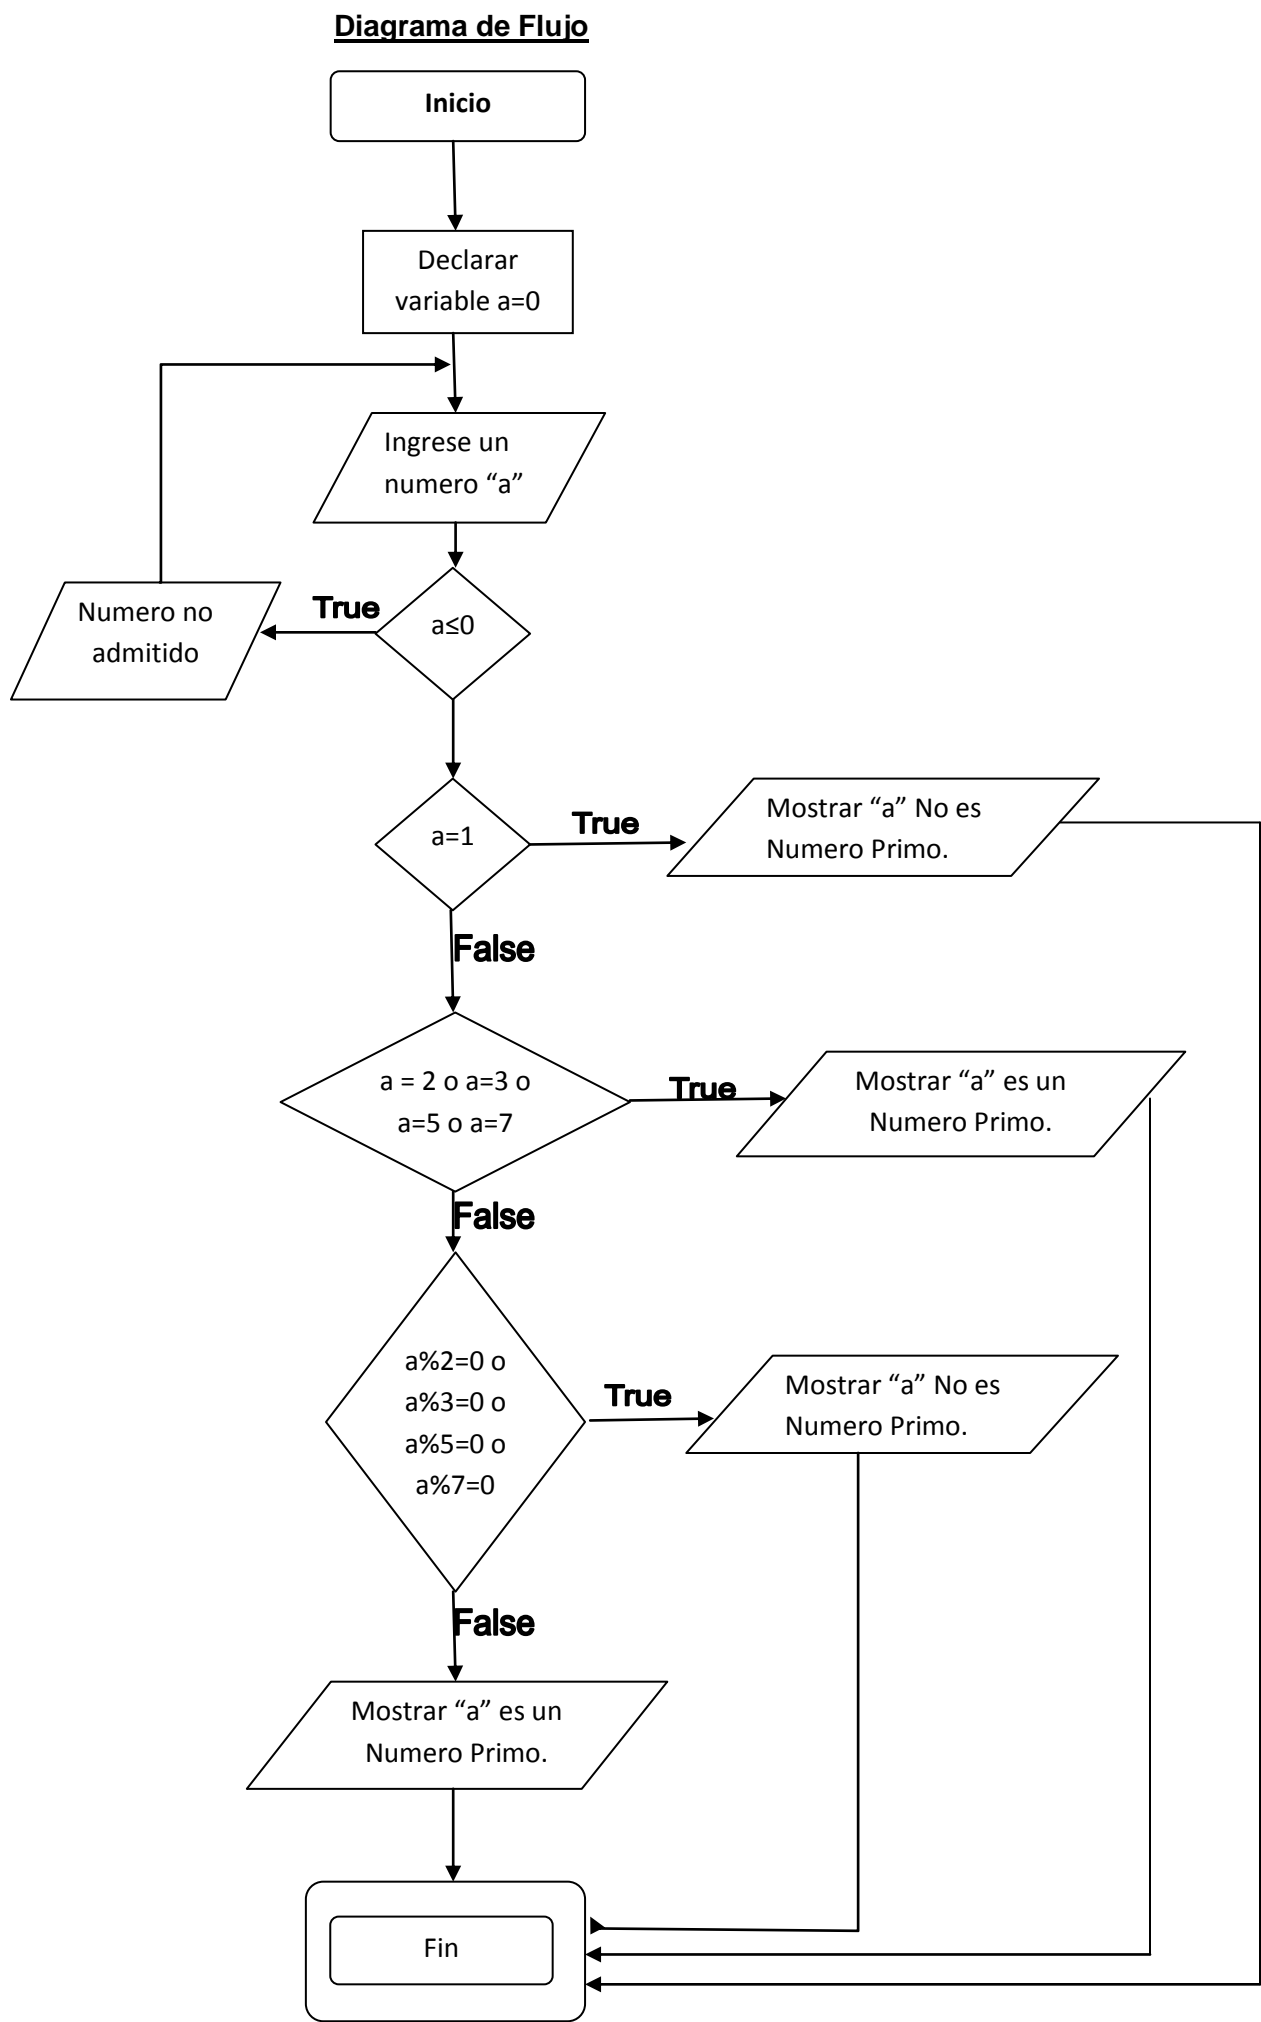 Diagrama de Flujo
Inicio
Declarar
variable a=0
Ingrese un
numero “a”
a≤0
True
Numero no
admitido
a=1
True
Mostrar “a” No es
Numero Primo.
False
a = 2 o a=3 o
a=5 o a=7
True
Mostrar “a” es un
Numero Primo.
False
a%2=0 o
a%3=0 o
a%5=0 o
a%7=0
True
Mostrar “a” No es
Numero Primo.
False
Mostrar “a” es un
Numero Primo.
Fin